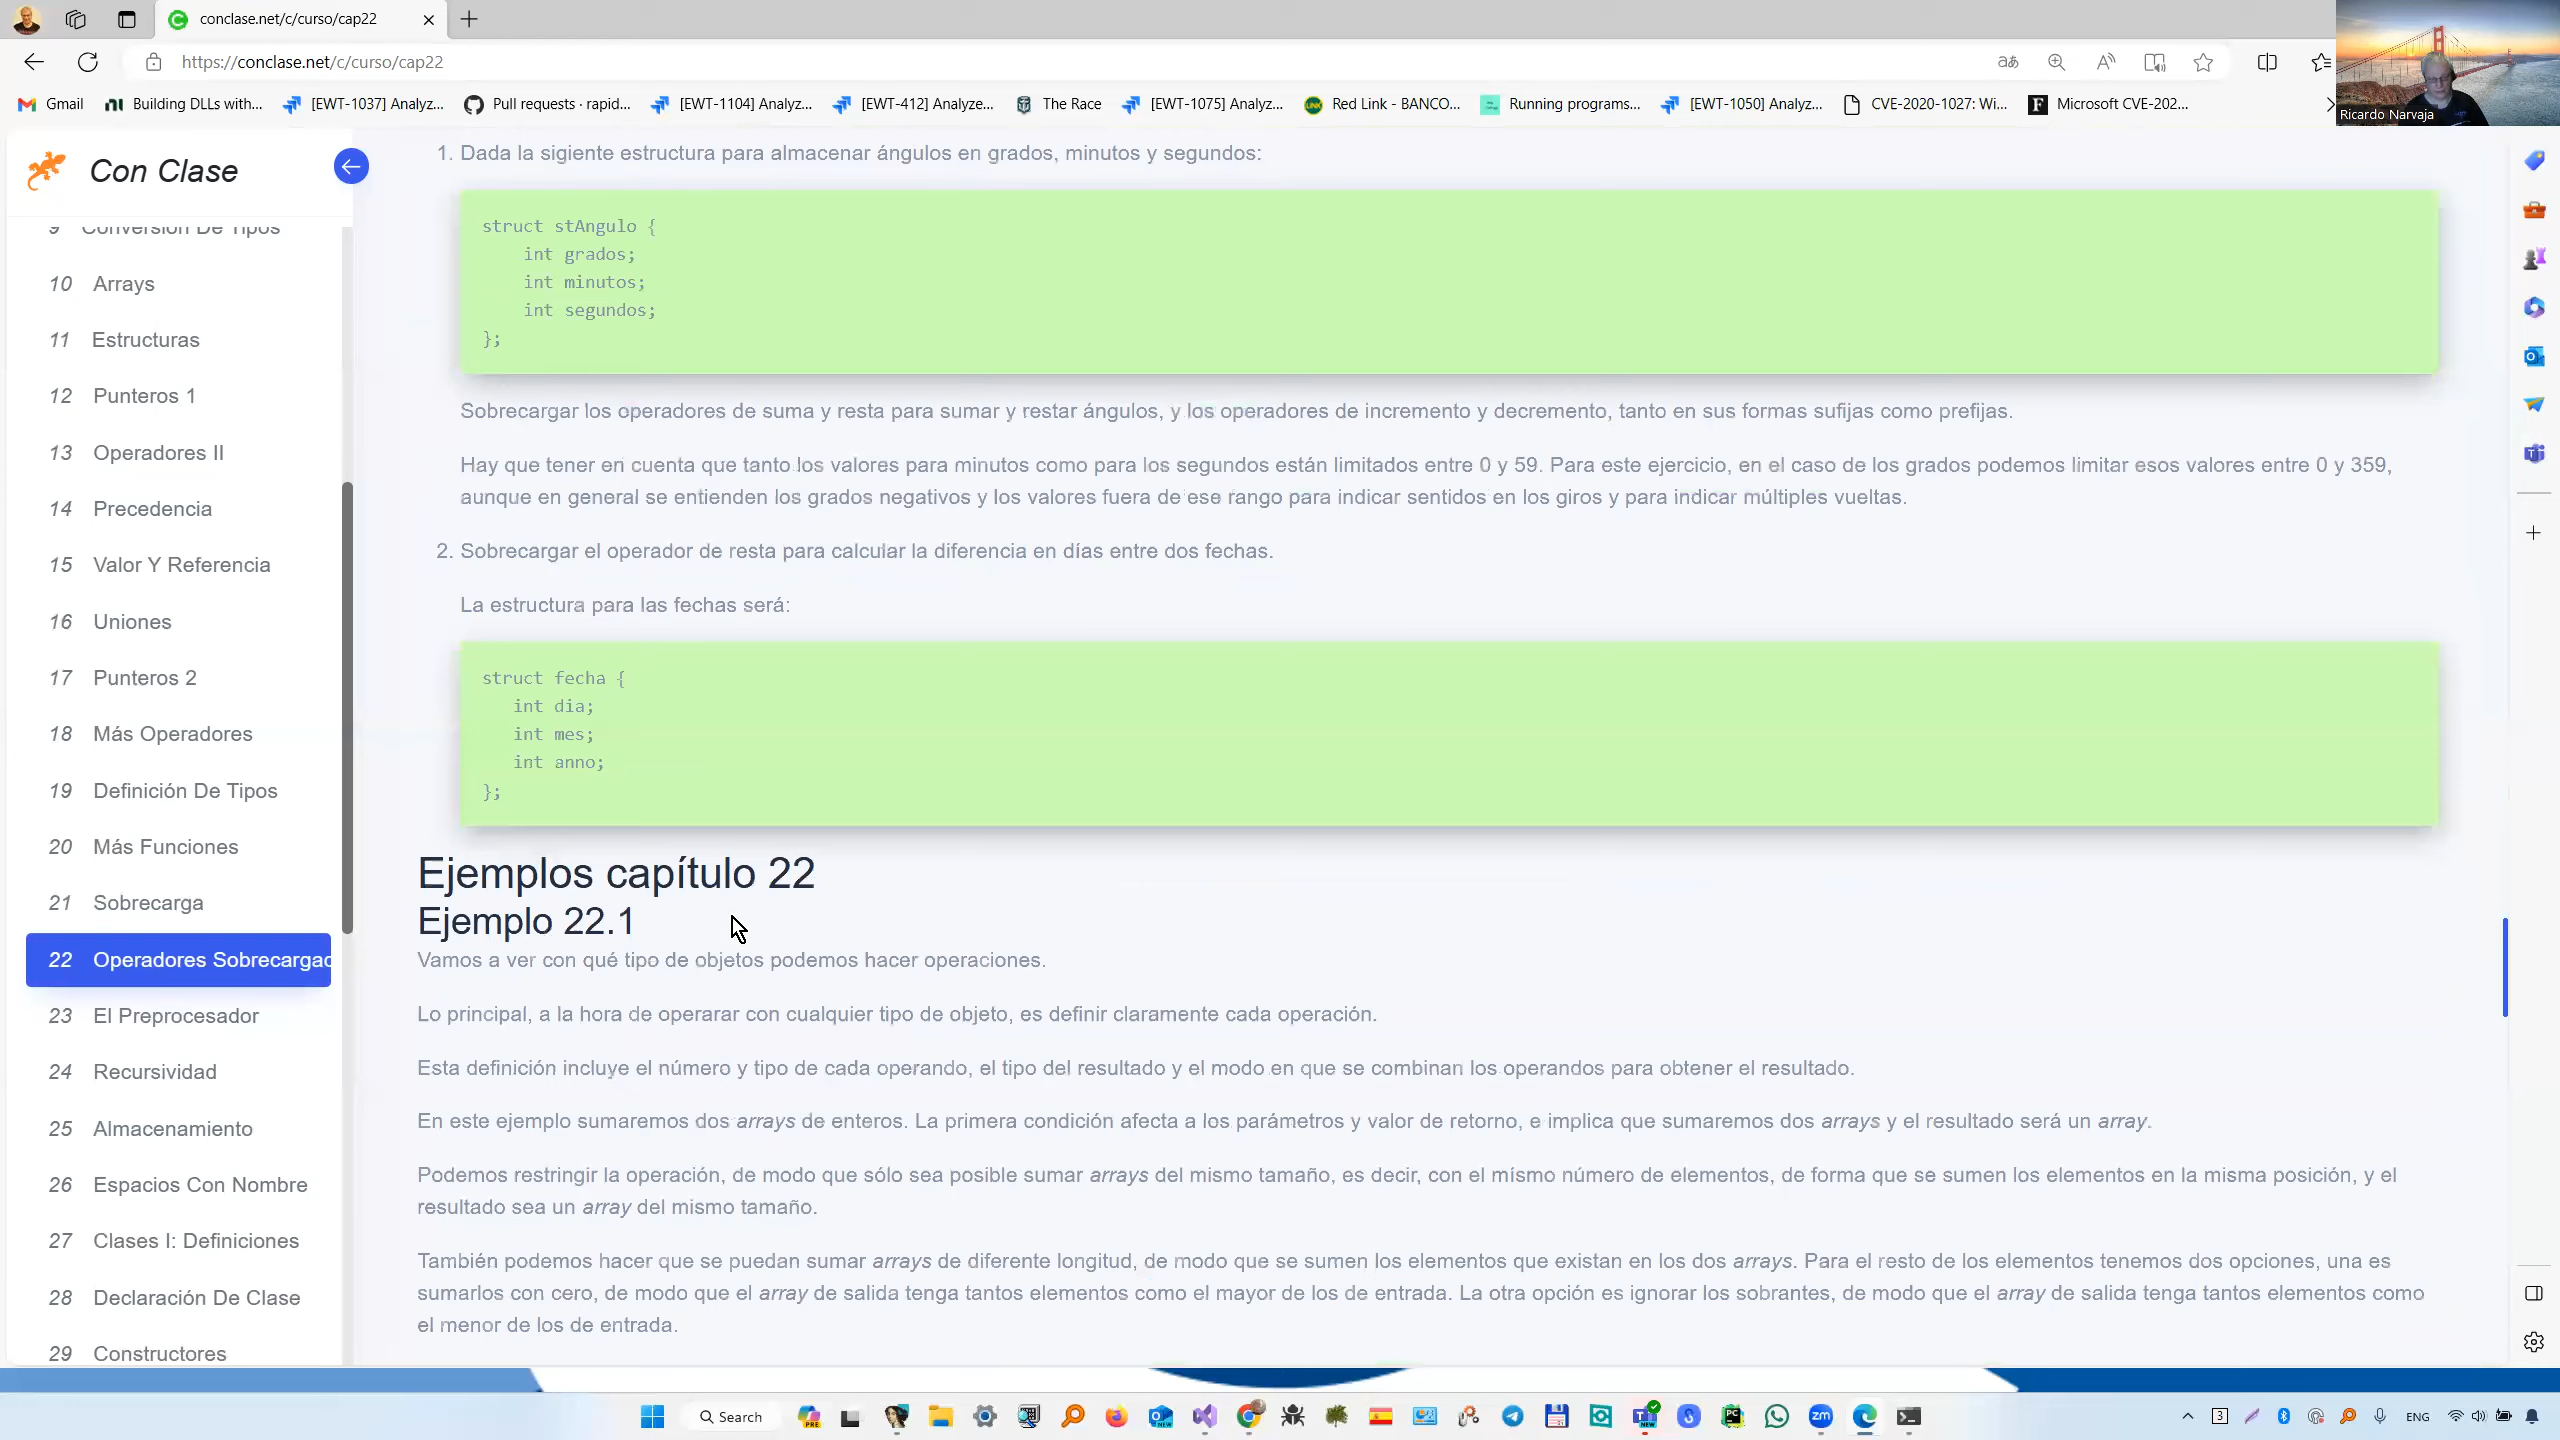 conclase.net/c/curso/cap22
https://conclase.net/c/curso/cap22
Gmail
Building DLLs with...
[EWT-1037] Analyz...
Pull requests · rapid...
[EWT-1104] Analyz...
[EWT-412] Analyze...
The Race
[EWT-1075] Analyz...
Red Link - BANCO...
Running programs...
[EWT-1050] Analyz...
CVE-2020-1027: Wi...
Microsoft CVE-202...
Ricardo Narvaja
Con Clase
9 Conversión De Tipos
10 Arrays
11 Estructuras
12 Punteros 1
13 Operadores II
14 Precedencia
15 Valor Y Referencia
16 Uniones
17 Punteros 2
18 Más Operadores
19 Definición De Tipos
20 Más Funciones
21 Sobrecarga
22 Operadores Sobrecargad
23 El Preprocesador
24 Recursividad
25 Almacenamiento
26 Espacios Con Nombre
27 Clases I: Definiciones
28 Declaración De Clase
29 Constructores
1. Dada la sigiente estructura para almacenar ángulos en grados, minutos y segundos:
struct stAngulo {
int grados;
int minutos;
int segundos;
};
Sobrecargar los operadores de suma y resta para sumar y restar ángulos, y los operadores de incremento y decremento, tanto en sus formas sufijas como prefijas.
Hay que tener en cuenta que tanto los valores para minutos como para los segundos están limitados entre 0 y 59. Para este ejercicio, en el caso de los grados podemos limitar esos valores entre 0 y 359,
aunque en general se entienden los grados negativos y los valores fuera de ese rango para indicar sentidos en los giros y para indicar múltiples vueltas.
2. Sobrecargar el operador de resta para calcular la diferencia en días entre dos fechas.
La estructura para las fechas será:
struct fecha {
int dia;
int mes;
int anno;
};
Ejemplos capítulo 22
Ejemplo 22.1
Vamos a ver con qué tipo de objetos podemos hacer operaciones.
Lo principal, a la hora de operarar con cualquier tipo de objeto, es definir claramente cada operación.
Esta definición incluye el número y tipo de cada operando, el tipo del resultado y el modo en que se combinan los operandos para obtener el resultado.
En este ejemplo sumaremos dos arrays de enteros. La primera condición afecta a los parámetros y valor de retorno, e implica que sumaremos dos arrays y el resultado será un array.
Podemos restringir la operación, de modo que sólo sea posible sumar arrays del mismo tamaño, es decir, con el mísmo número de elementos, de forma que se sumen los elementos en la misma posición, y el
resultado sea un array del mismo tamaño.
También podemos hacer que se puedan sumar arrays de diferente longitud, de modo que se sumen los elementos que existan en los dos arrays. Para el resto de los elementos tenemos dos opciones, una es
sumarlos con cero, de modo que el array de salida tenga tantos elementos como el mayor de los de entrada. La otra opción es ignorar los sobrantes, de modo que el array de salida tenga tantos elementos como
el menor de los de entrada.
Search
ENG